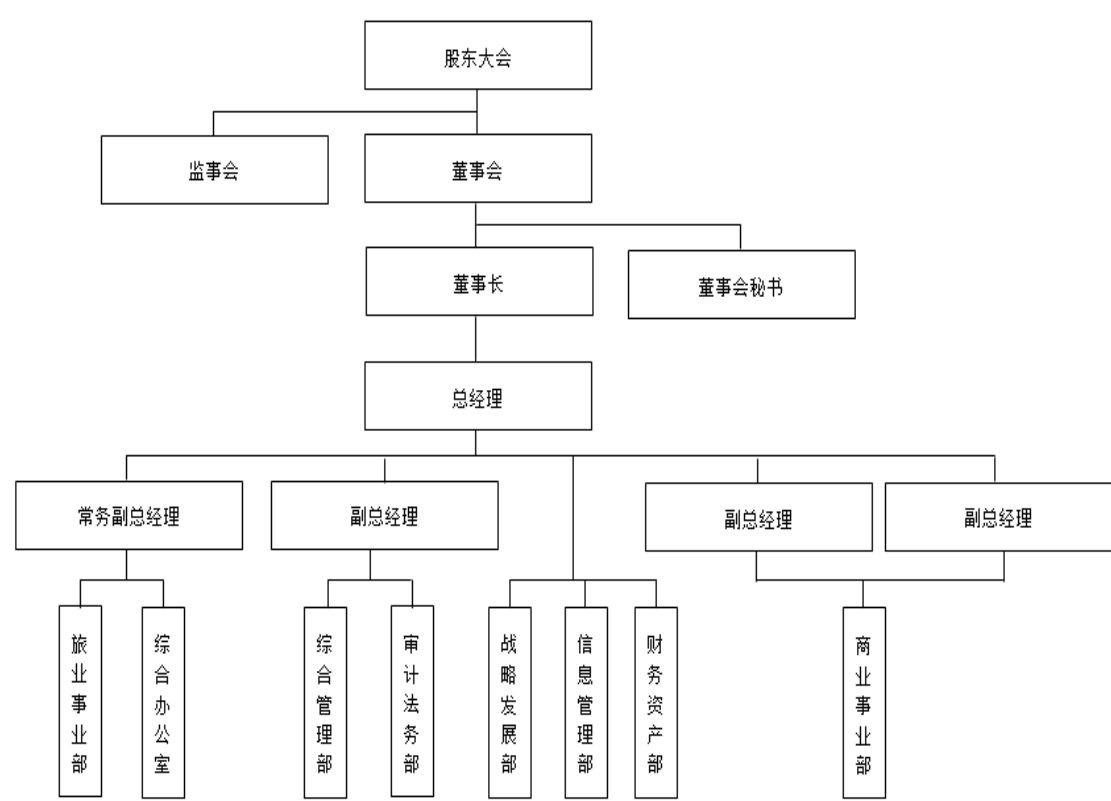 股东大会
监事会
董事会
董事长
董事会秘书
总经理
常务副总经理
副总经理
副总经理
副总经理
旅业事业部
综合办公室
综合管理部
审计法务部
战略发展部
信息管理部
财务资产部
商业事业部